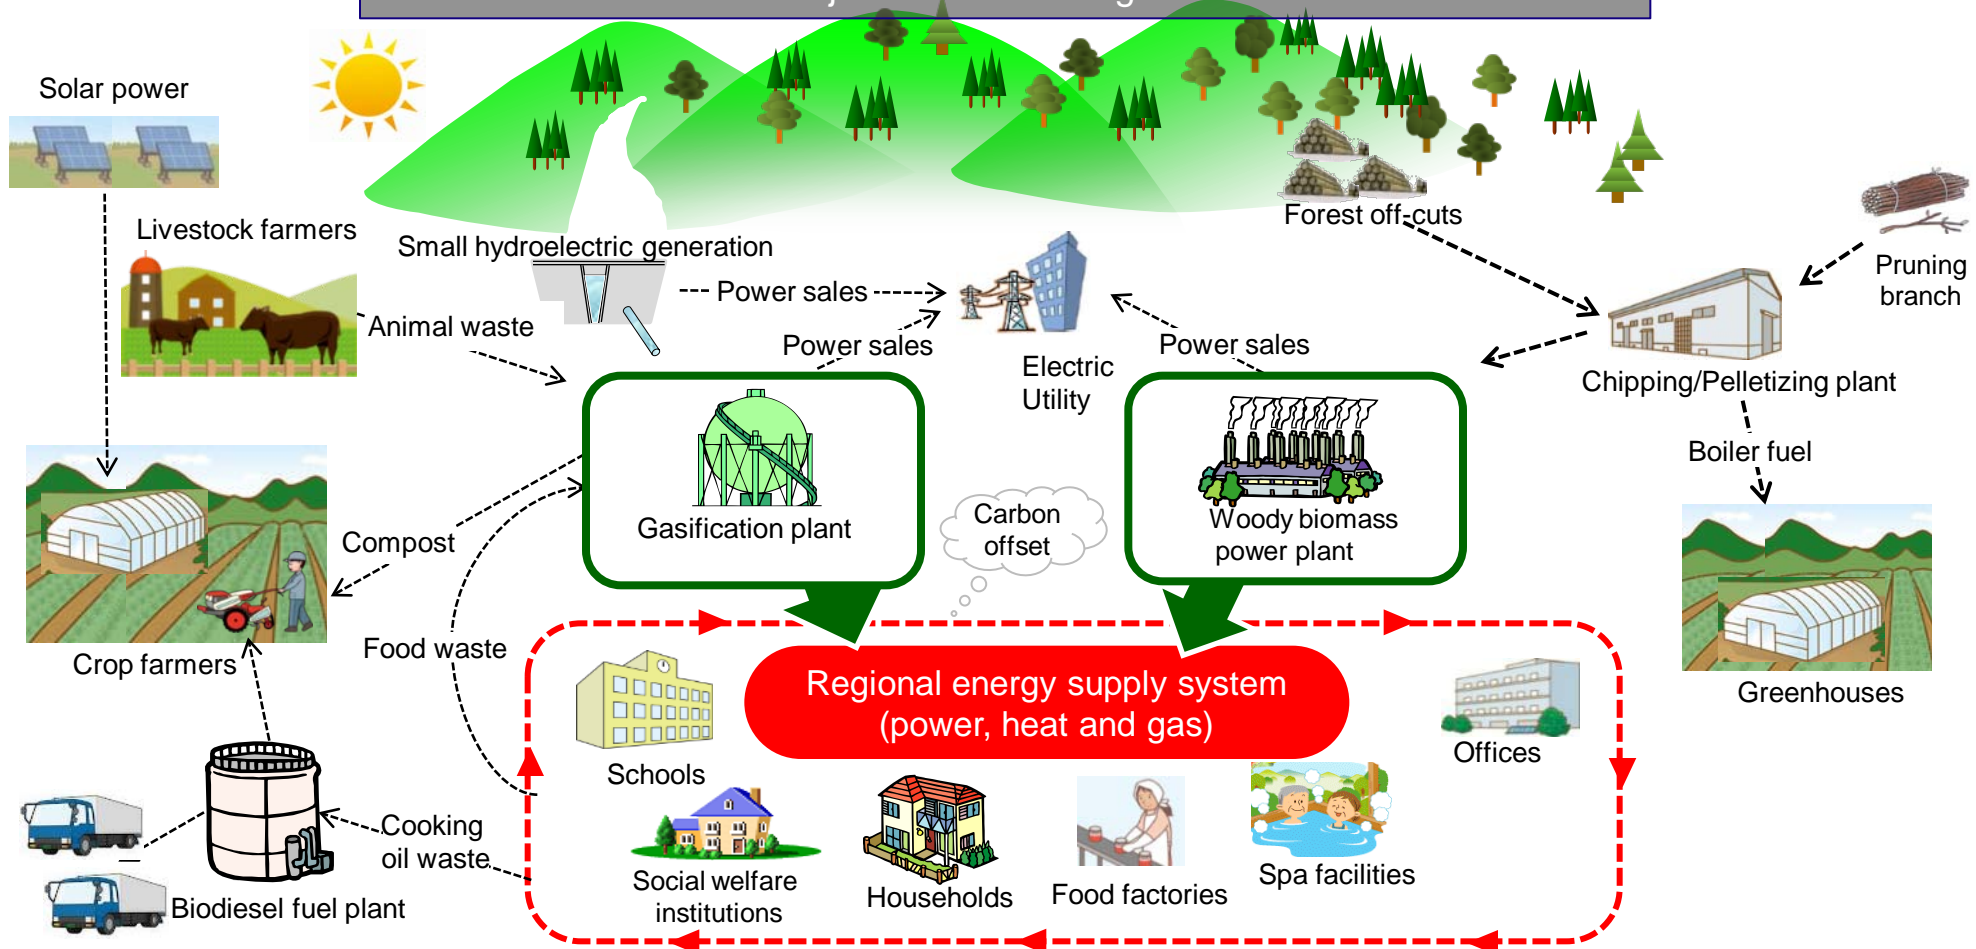 Solar power
Livestock farmers
Small hydroelectric generation
Forest off-cuts
Pruning
branch
Power sales
Animal waste
Power sales
Electric
Utility
Power sales
Chipping/Pelletizing plant
Boiler fuel
Gasification plant
Carbon
offset
Woody biomass
power plant
Compost
Food waste
Crop farmers
Regional energy supply system
(power, heat and gas)
Greenhouses
Schools
Offices
Cooking
oil waste
Social welfare
institutions
Households
Food factories
Spa facilities
Biodiesel fuel plant